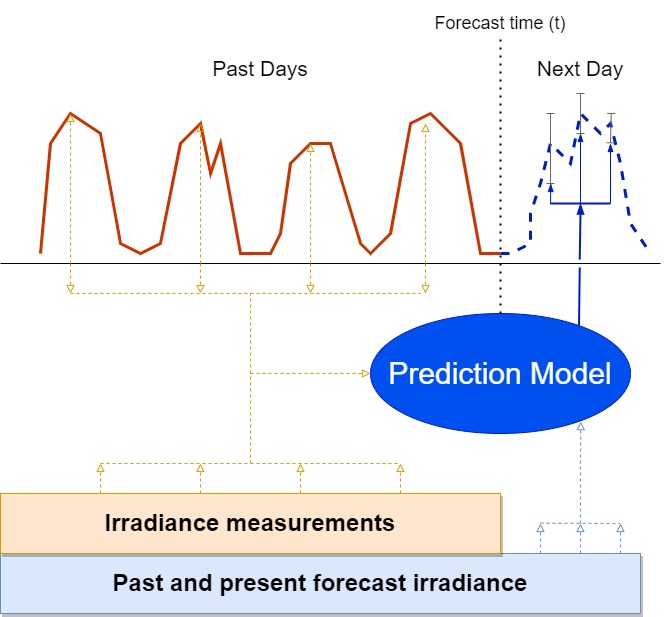 Forecast time (t)
Past Days
Next Day
Prediction Model
Irradiance measurements
Past and present forecast irradiance